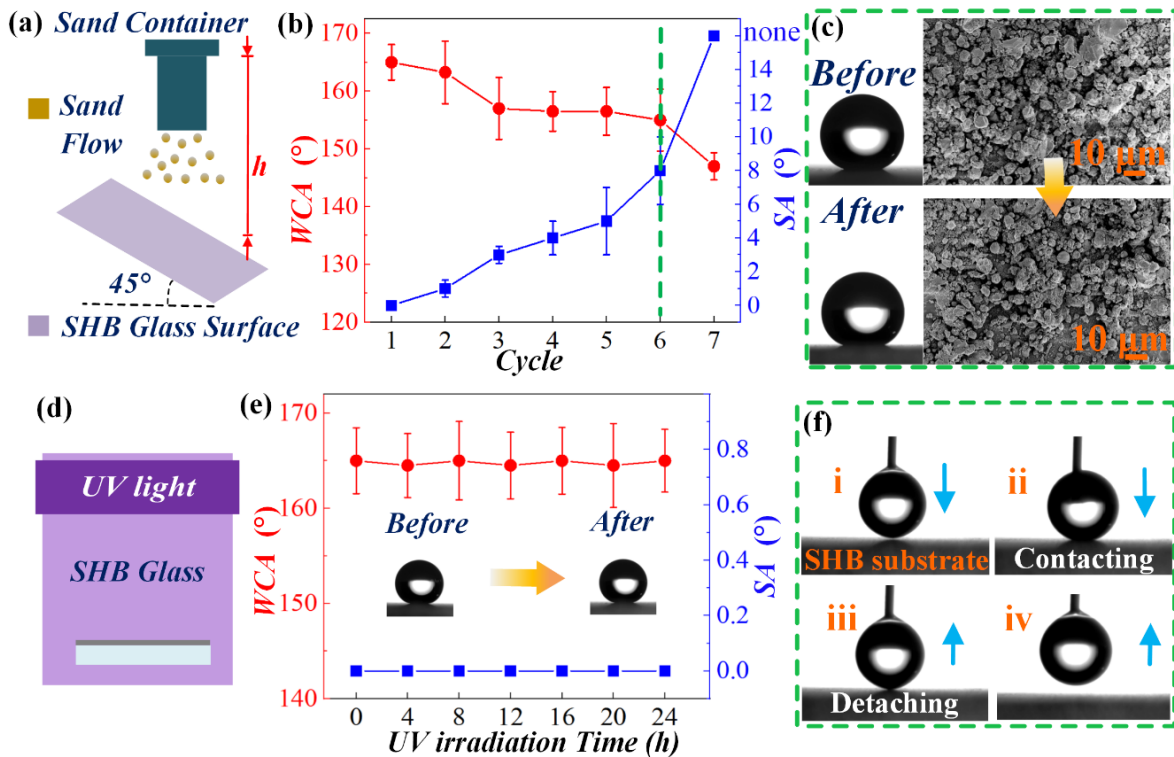 (a)
Sand Container
Sand
Flow
h
45°
SHB Glass Surface
(b)
170
160
150
140
130
120
WCA (°)
1
2
3
4
5
6
7
Cycle
none
14
12
10
8
6
4
2
0
SA (°)
(c)
Before
10 μm
After
10 μm
(d)
UV light
SHB Glass
(e)
170
160
150
140
WCA (°)
Before
After
0
4
8
12
16
20
24
UV irradiation Time (h)
0.8
0.6
0.4
0.2
0.0
SA (°)
(f)
i
SHB substrate
ii
Contacting
iii
Detaching
iv